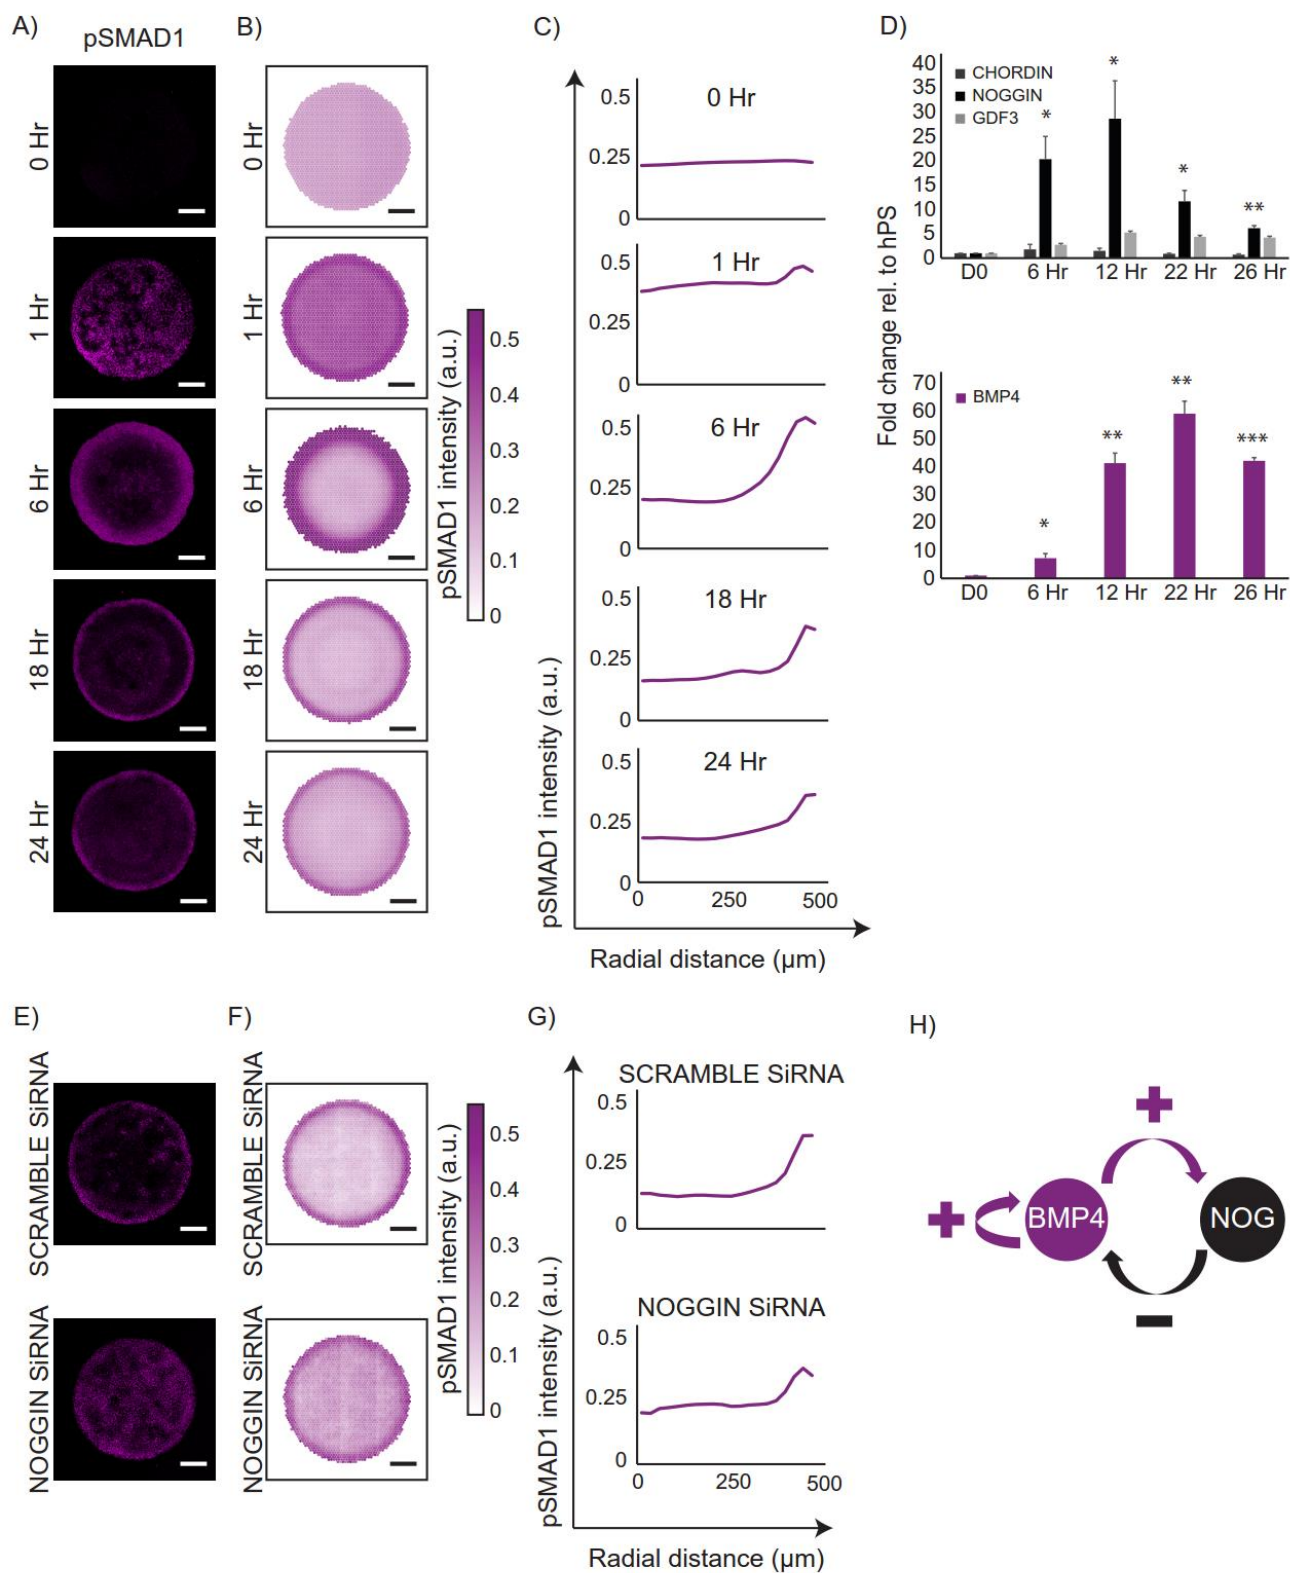 A)
pSMAD1
0 Hr
1 Hr
6 Hr
18 Hr
24 Hr
B)
0 Hr
1 Hr
6 Hr
18 Hr
24 Hr
pSMAD1 intensity (a.u.)
0.5
0.4
0.3
0.2
0.1
0
C)
0 Hr
0.5
0.25
0
1 Hr
0.5
0.25
0
6 Hr
0.5
0.25
0
18 Hr
0.5
0.25
0
24 Hr
0.5
0.25
0
0 250 500
pSMAD1 intensity (a.u.)
Radial distance (µm)
D)
Fold change rel. to hPS
40
35
30
25
20
15
10
5
0
CHORDIN
NOGGIN
GDF3
* * * **
D0 6 Hr 12 Hr 22 Hr 26 Hr
70
60
50
40
30
20
10
0
BMP4
* ** ** ***
D0 6 Hr 12 Hr 22 Hr 26 Hr
E)
SCRAMBLE SiRNA
NOGGIN SiRNA
F)
SCRAMBLE SiRNA
NOGGIN SiRNA
pSMAD1 intensity (a.u.)
0.5
0.4
0.3
0.2
0.1
0
G)
SCRAMBLE SiRNA
0.5
0.25
0
NOGGIN SiRNA
0.5
0.25
0
0 250 500
pSMAD1 intensity (a.u.)
Radial distance (µm)
H)
+
+
BMP4
NOG
−